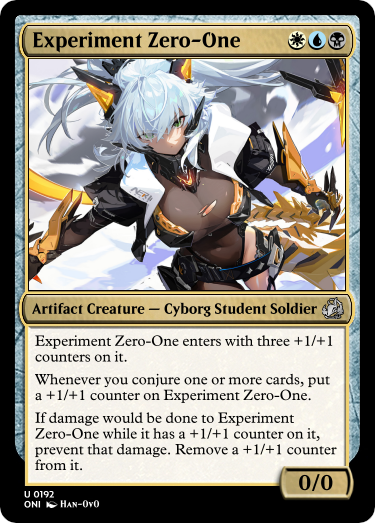 Experiment Zero-One
Artifact Creature — Cyborg Student Soldier
Experiment Zero-One enters with three +1/+1
counters on it.
Whenever you conjure one or more cards, put
a +1/+1 counter on Experiment Zero-One.
If damage would be done to Experiment
Zero-One while it has a +1/+1 counter on it,
prevent that damage. Remove a +1/+1 counter
from it.
0/0
U 0192
ONI Han-0v0